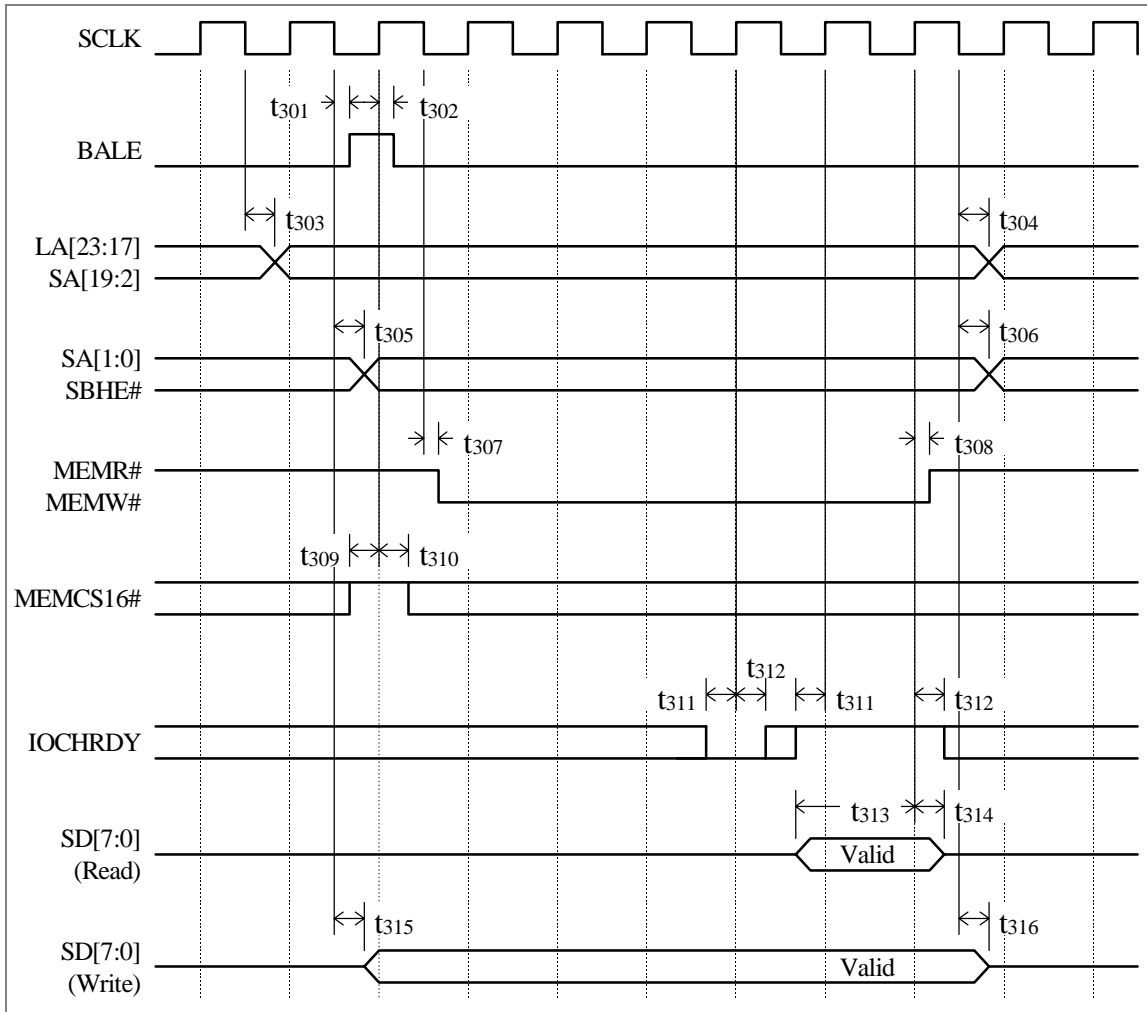 SCLK
t301 t302
BALE
t303 t304
LA[23:17]
SA[19:2]
t305 t306
SA[1:0]
SBHE#
t307 t308
MEMR#
MEMW#
t309 t310
MEMCS16#
t312
t311 t311 t312
IOCHRDY
t313 t314
SD[7:0]
Valid
(Read)
t315 t316
SD[7:0]
Valid
(Write)